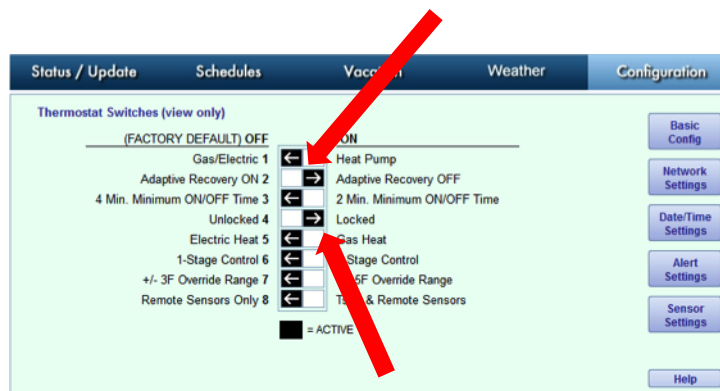 Status / Update Schedules Weather Configuration
Thermostat Switches (view only)
(FACTORY DEFAULT) OFF ON
Gas/Electric 1 Heat Pump
Adaptive Recovery ON 2 Adaptive Recovery OFF
4 Min. Minimum ON/OFF Time 3 2 Min. Minimum ON/OFF Time
Unlocked 4 Locked
Electric Heat 5 Gas Heat
1-Stage Control 6 Control
+/- 3F Override Range 7 Override Range
Remote Sensors Only 8 & Remote Sensors
= ACTIVE
Basic
Config
Network
Settings
Date/Time
Settings
Alert
Settings
Sensor
Settings
Help